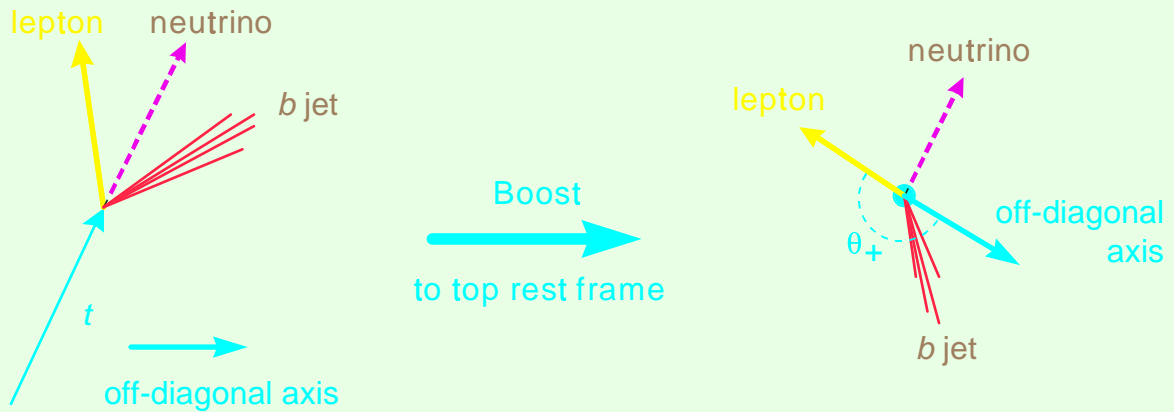 lepton
neutrino
b jet
t
off-diagonal axis
Boost
to top rest frame
neutrino
lepton
off-diagonal
axis
θ+
b jet